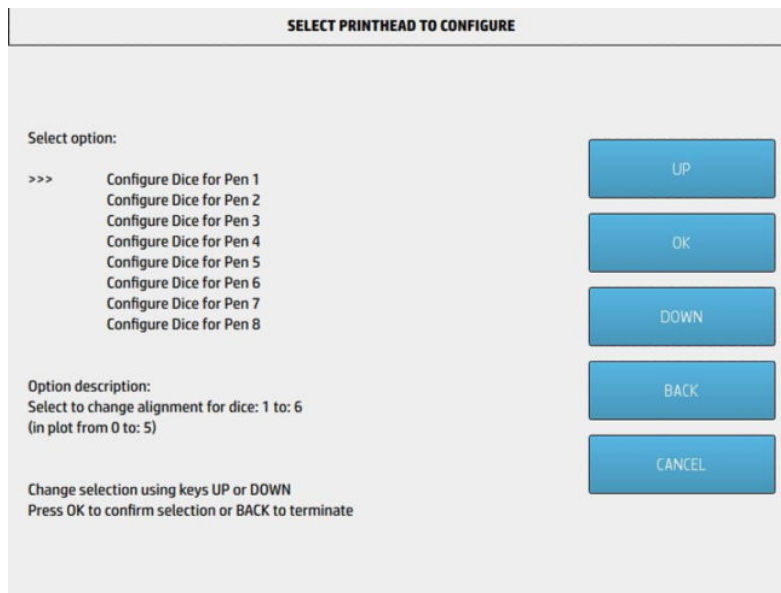 SELECT PRINTHEAD TO CONFIGURE
Select option:
>>> Configure Dice for Pen 1
Configure Dice for Pen 2
Configure Dice for Pen 3
Configure Dice for Pen 4
Configure Dice for Pen 5
Configure Dice for Pen 6
Configure Dice for Pen 7
Configure Dice for Pen 8
Option description:
Select to change alignment for dice: 1 to: 6
(in plot from 0 to: 5)
Change selection using keys UP or DOWN
Press OK to confirm selection or BACK to terminate
UP
OK
DOWN
BACK
CANCEL